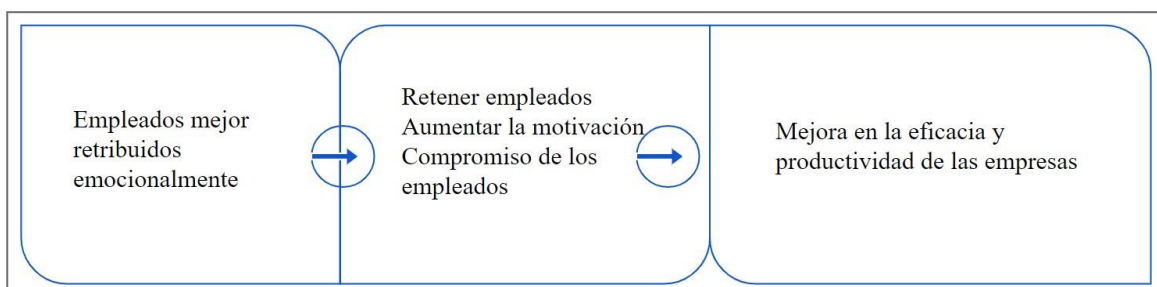 Empleados mejor
retribuidos
emocionalmente
Retener empleados
Aumentar la motivación
Compromiso de los
empleados
Mejora en la eficacia y
productividad de las empresas